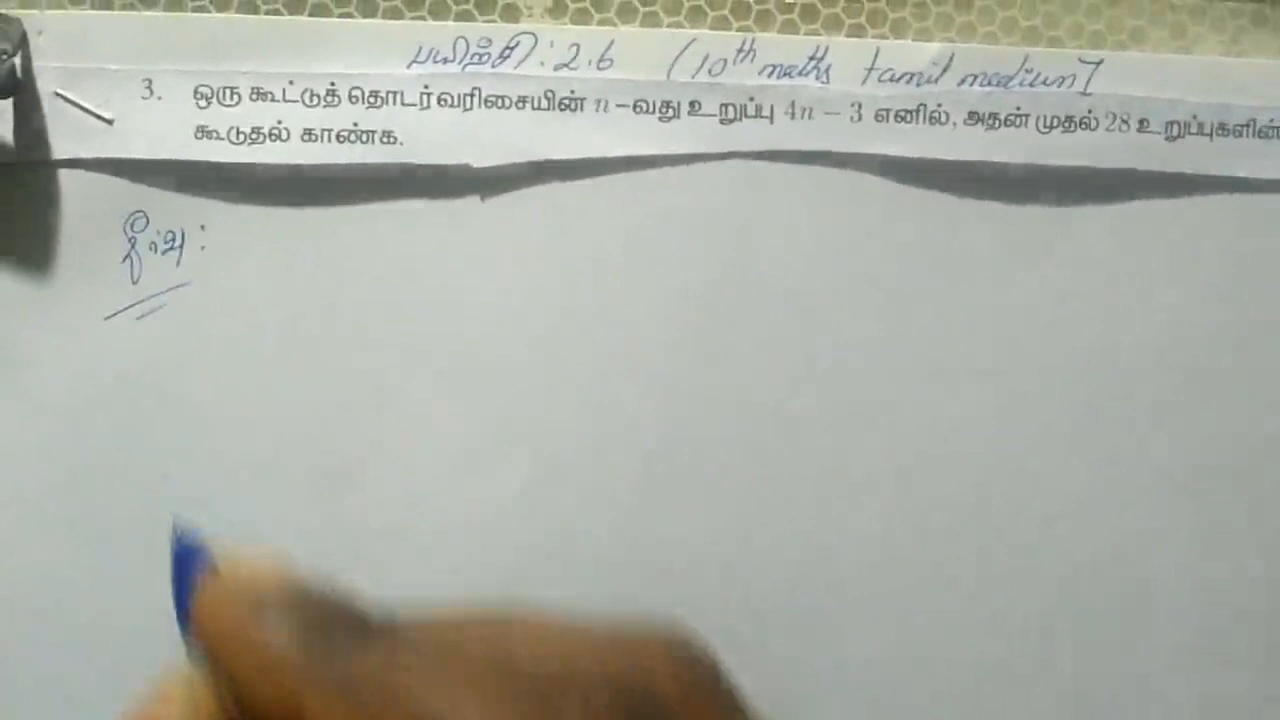 பயிற்சி : 2.6 (10th maths tamil medium]
3. ஒரு கூட்டுத் தொடர்வரிசையின் n-வது உறுப்பு 4n - 3 எனில், அதன் முதல் 28 உறுப்புகளின்
கூடுதல் காண்க.
தீர்வு :